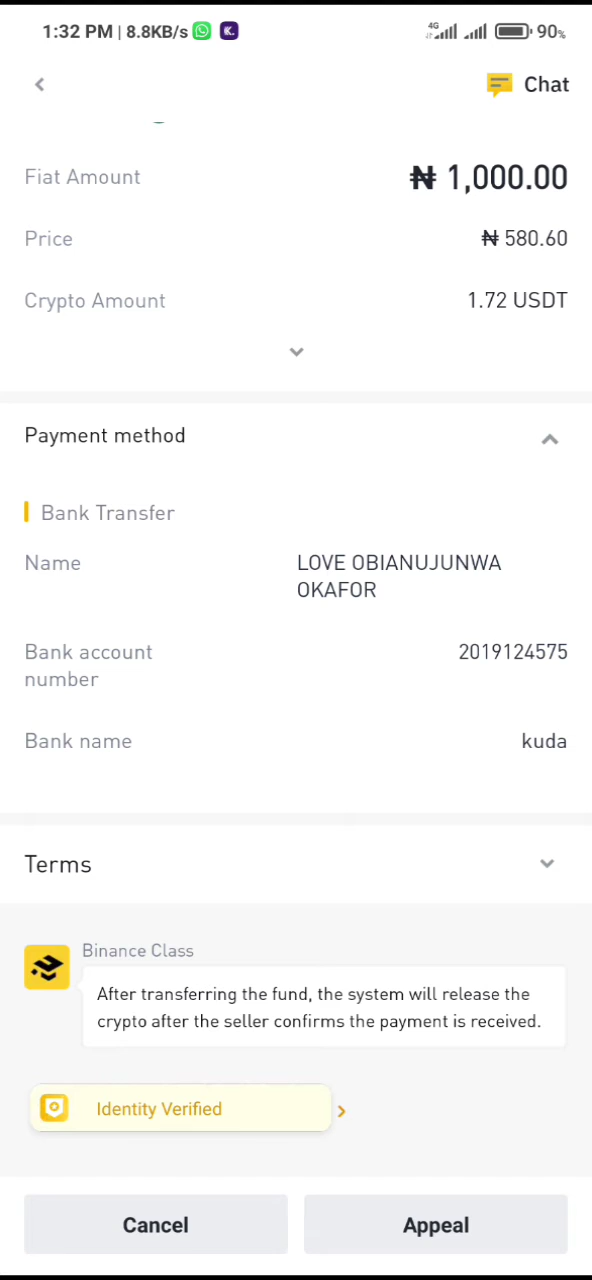 1:32 PM | 8.8KB/s K. 4G 90%
Chat
Fiat Amount ₦ 1,000.00
Price ₦ 580.60
Crypto Amount 1.72 USDT
Payment method
Bank Transfer
Name LOVE OBIANUJUNWA
OKAFOR
Bank account 2019124575
number
Bank name kuda
Terms
Binance Class
After transferring the fund, the system will release the
crypto after the seller confirms the payment is received.
Identity Verified
Cancel Appeal